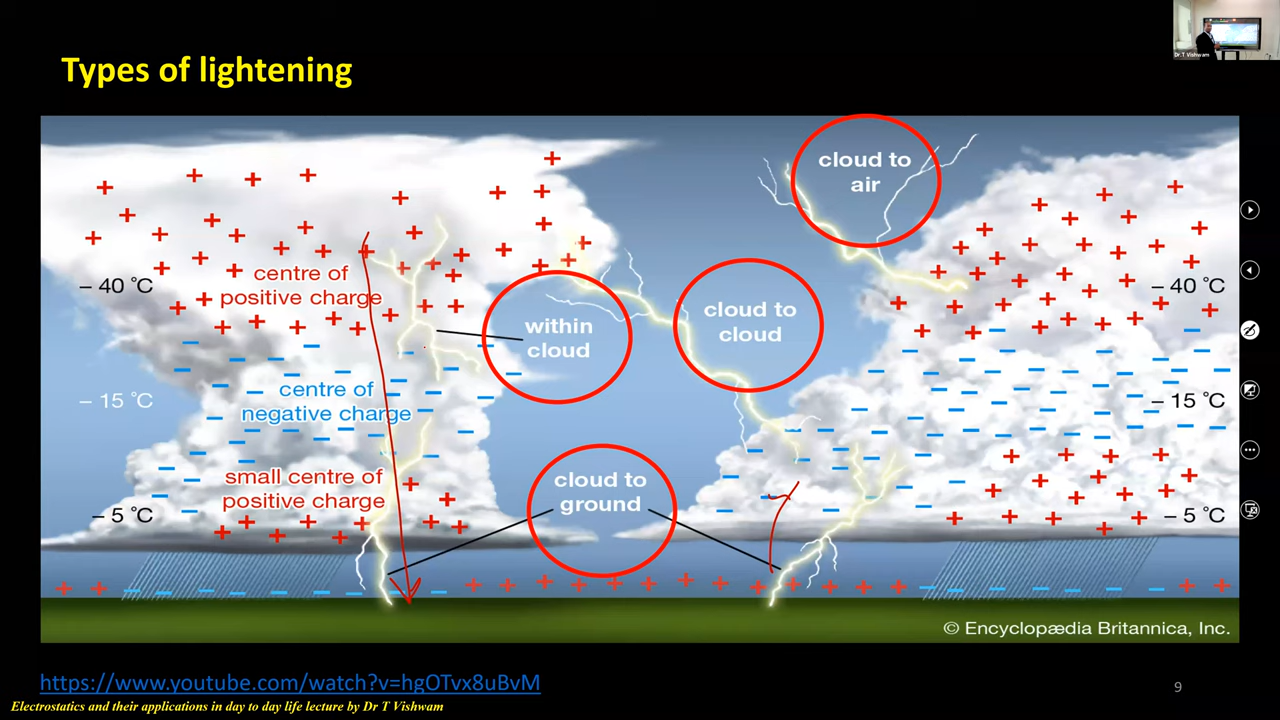 Dr.T Vishwam
Types of lightening
cloud to
air
centre of
positive charge
– 40 °C
– 40 °C
within
cloud
cloud to
cloud
centre of
negative charge
– 15 °C
– 15 °C
small centre of
positive charge
cloud to
ground
– 5 °C
– 5 °C
© Encyclopædia Britannica, Inc.
https://www.youtube.com/watch?v=hgOTvx8uBvM
9
Electrostatics and their applications in day to day life lecture by Dr T Vishwam